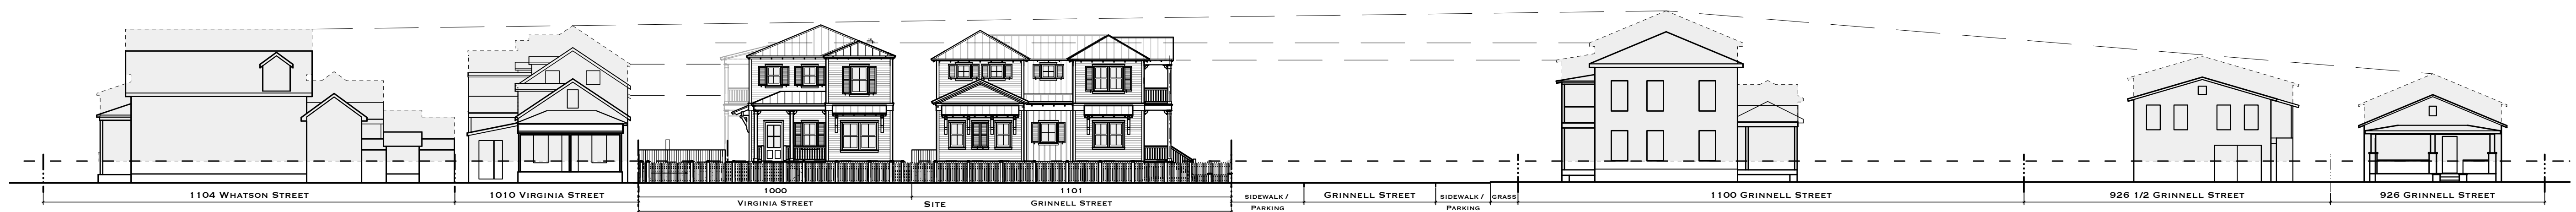 1104 WHATSON STREET
1010 VIRGINIA STREET
1000
VIRGINIA STREET
SITE
1101
GRINNELL STREET
SIDEWALK /
PARKING
GRINNELL STREET
SIDEWALK /
PARKING
GRASS
1100 GRINNELL STREET
926 1/2 GRINNELL STREET
926 GRINNELL STREET